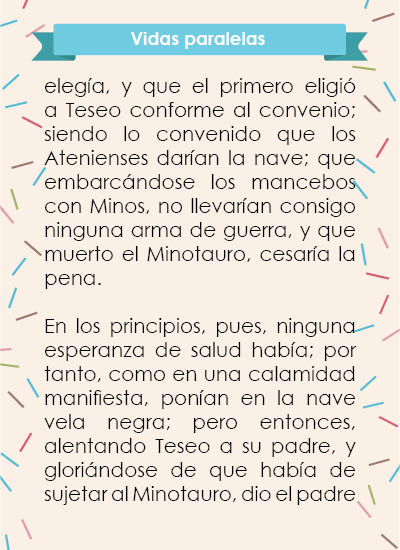 Vidas paralelas
elegía, y que el primero eligió
a Teseo conforme al convenio;
siendo lo convenido que los
Atenienses darían la nave; que
embarcándose los mancebos
con Minos, no llevarían consigo
ninguna arma de guerra, y que
muerto el Minotauro, cesaría la
pena.
En los principios, pues, ninguna
esperanza de salud había; por
tanto, como en una calamidad
manifiesta, ponían en la nave
vela negra; pero entonces,
alentando Teseo a su padre, y
gloriándose de que había de
sujetar al Minotauro, dio el padre